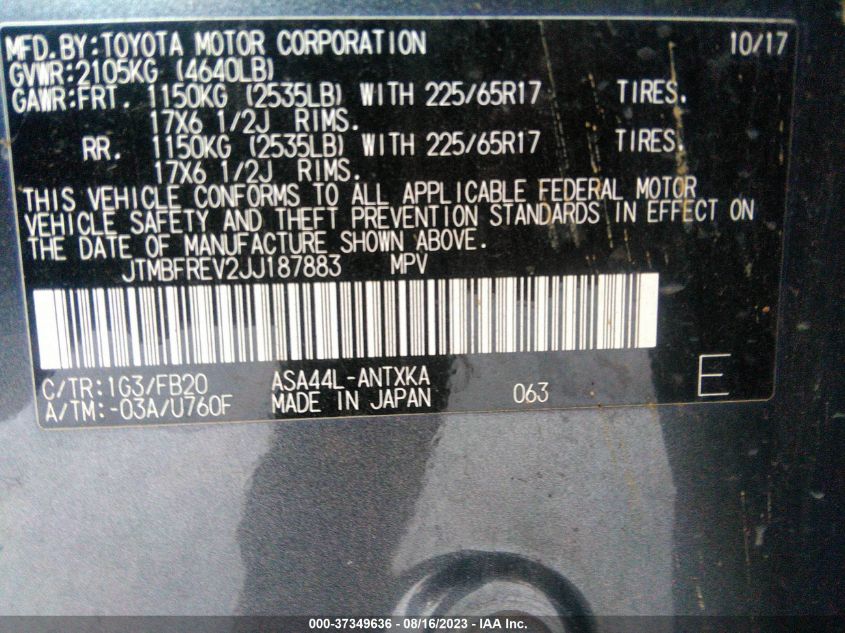 MFD.BY:TOYOTA MOTOR CORPORATION 10/17
GVWR:2105KG (4640LB)
GAWR:FRT. 1150KG (2535LB) WITH 225/65R17 TIRES.
17X6 1/2J RIMS.
RR. 1150KG (2535LB) WITH 225/65R17 TIRES.
17X6 1/2J RIMS.
THIS VEHICLE CONFORMS TO ALL APPLICABLE FEDERAL MOTOR
VEHICLE SAFETY AND THEFT PREVENTION STANDARDS IN EFFECT ON
THE DATE OF MANUFACTURE SHOWN ABOVE.
JTMBFREV2JJ187883 MPV
C/TR:1G3/FB20 ASA44L-ANTXKA
A/TM:-03A/U760F MADE IN JAPAN 063 E
000-37349636 - 08/16/2023 - IAA Inc.